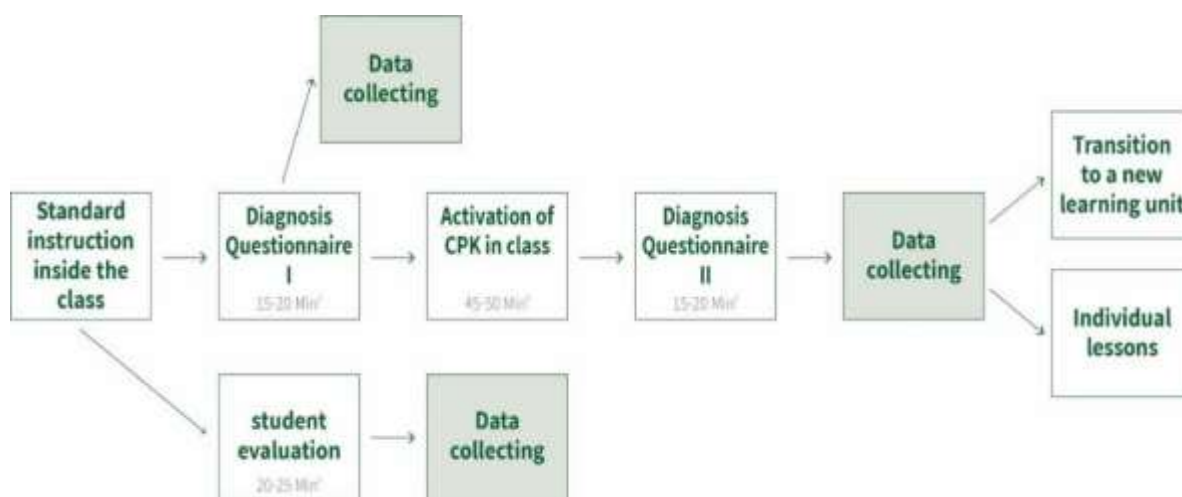 Data
collecting
Standard
instruction
inside the
class
Diagnosis
Questionnaire
I
15-20 Min'
Activation of
CPK in class
45-50 Min'
Diagnosis
Questionnaire
II
15-20 Min'
Data
collecting
Transition
to a new
learning unit
Individual
lessons
student
evaluation
20-25 Min'
Data
collecting